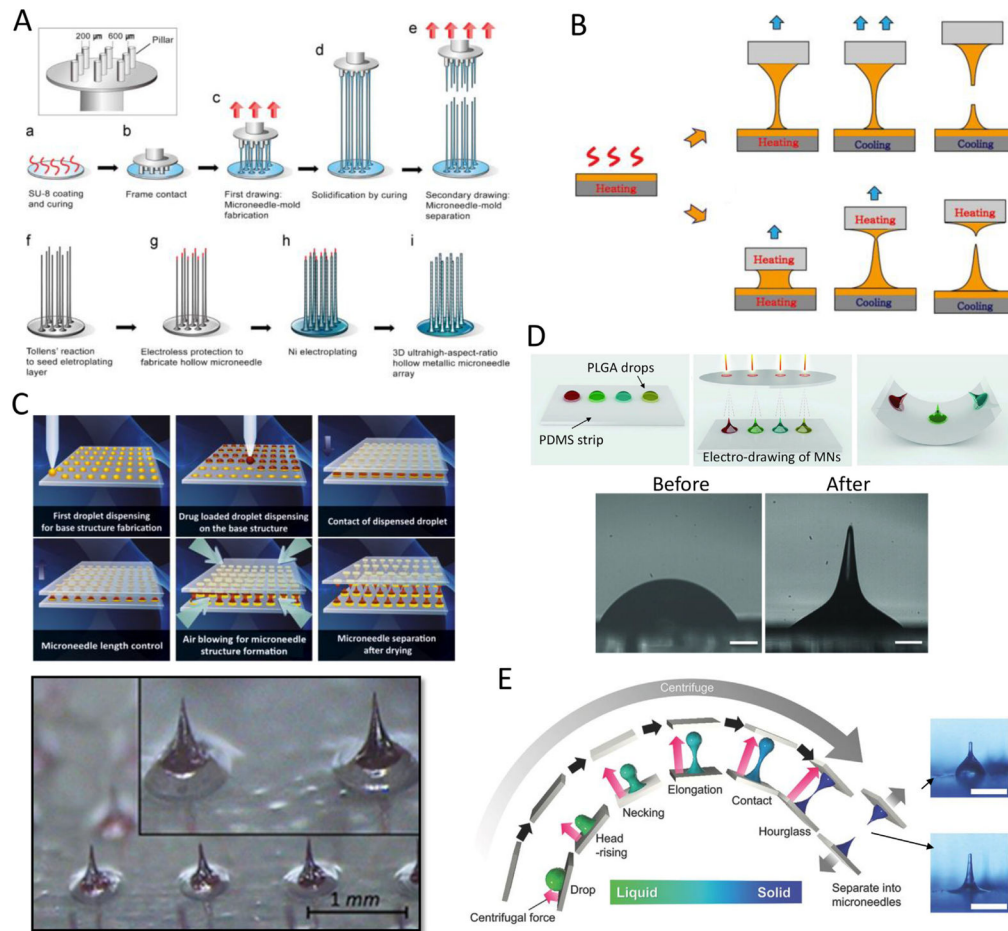 A
200 µm 600 µm
Pillar
a
b
c
d
e
SU-8 coating
and curing
Frame contact
First drawing:
Microneedle-mold
fabrication
Solidification by curing
Secondary drawing:
Microneedle-mold
separation
f
g
h
i
Tollens' reaction
to seed eletroplating
layer
Electroless protection to
fabricate hollow microneedle
Ni electroplating
3D ultrahigh-aspect-ratio
hollow metallic microneedle
array
B
Heating
Heating
Cooling
Cooling
Heating
Heating
Heating
Heating
Cooling
Cooling
C
First droplet dispensing
for base structure fabrication
Drug loaded droplet dispensing
on the base structure
Contact of dispensed droplet
Microneedle length control
Air blowing for microneedle
structure formation
Microneedle separation
after drying
1 mm
D
PLGA drops
PDMS strip
Electro-drawing of MNs
Before
After
E
Centrifuge
Elongation
Necking
Contact
Head
-rising
Hourglass
Drop
Liquid
Solid
Separate into
microneedles
Centrifugal force